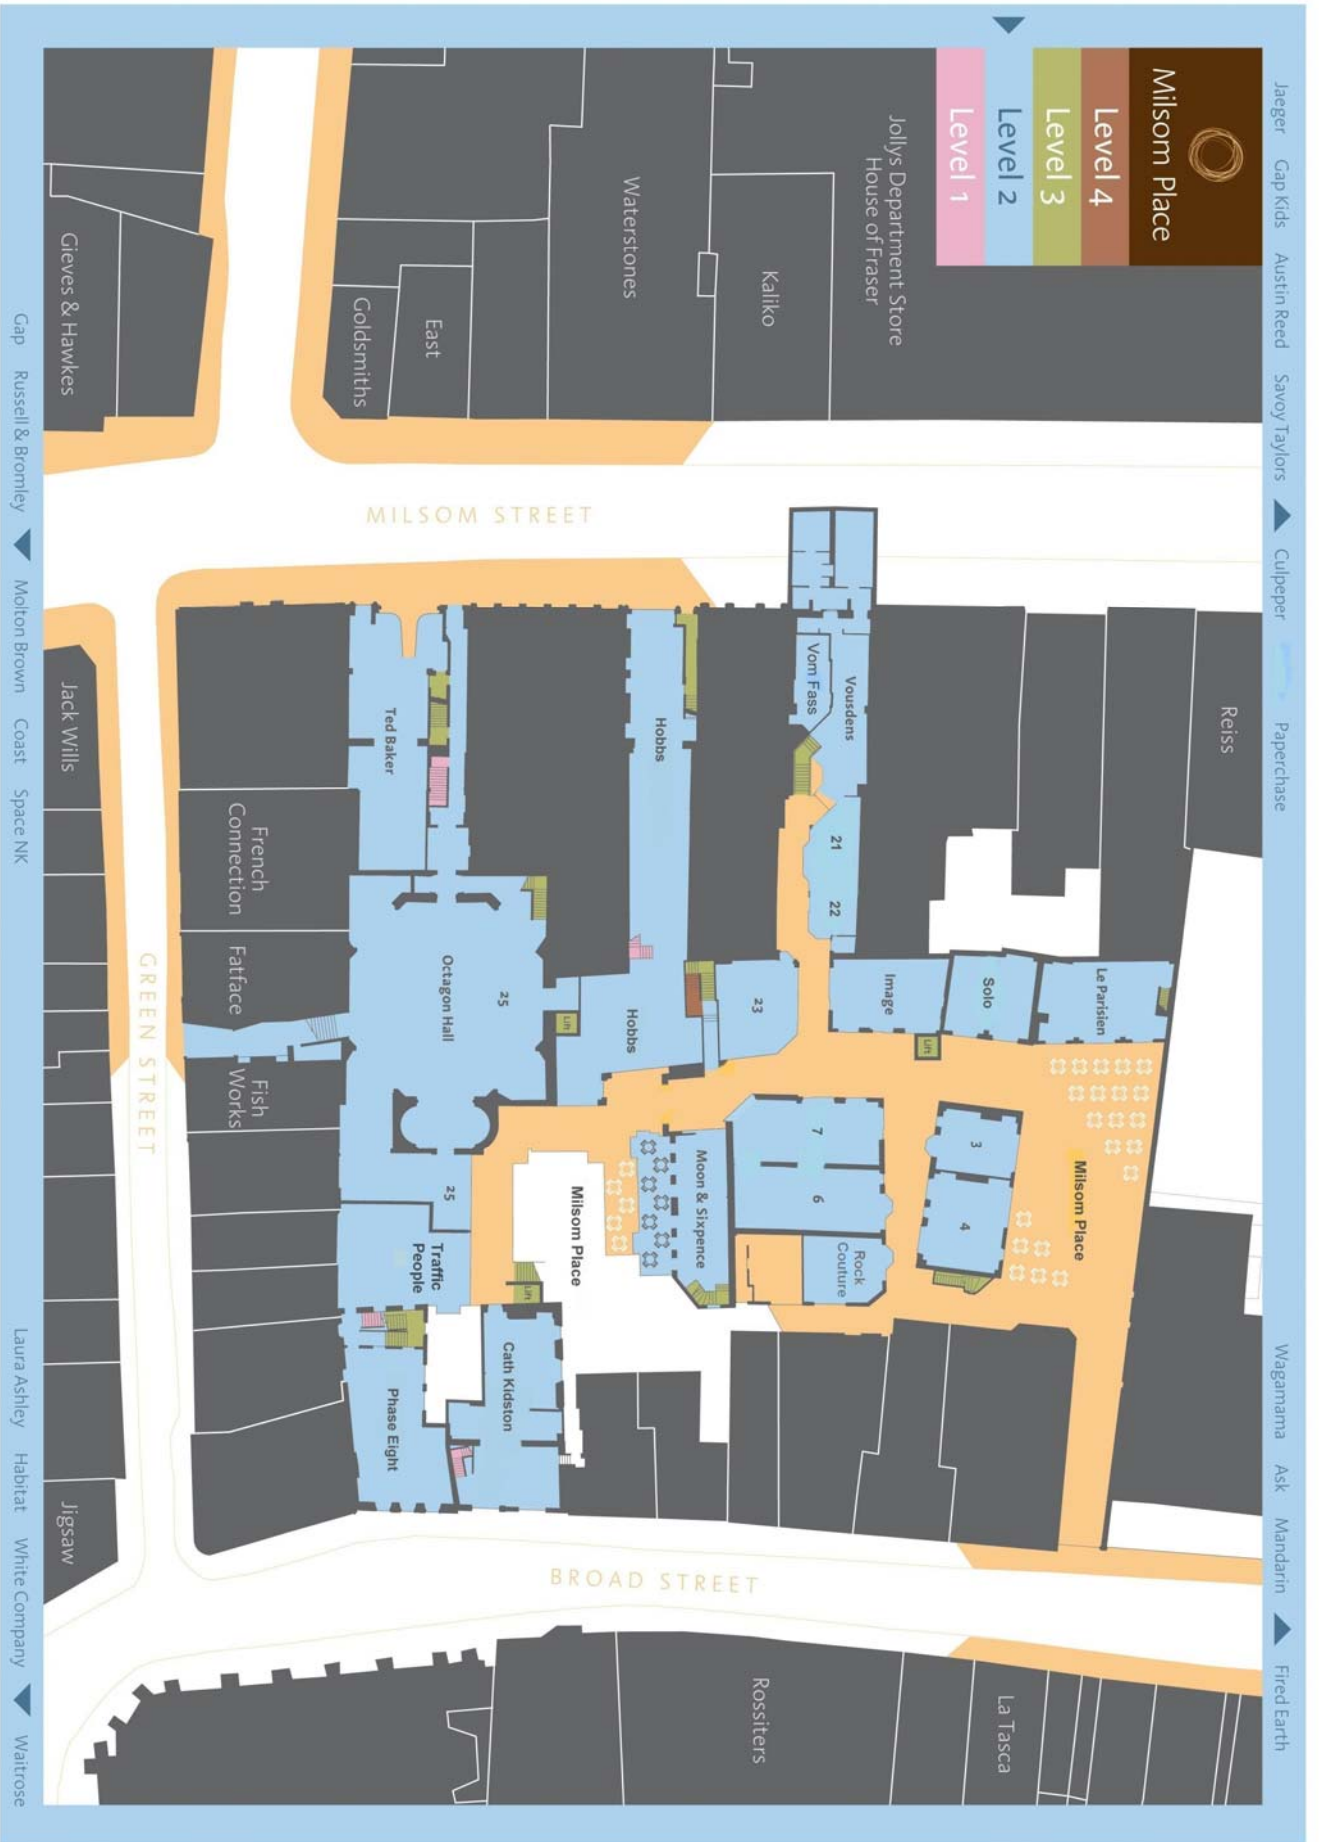 Jaeger Gap Kids Austin Reed Savoy Taylors Culpeper Paperchase Wagamama Ask Mandarin Fired Earth
Milsom Place
Level 4
Level 3
Level 2
Level 1
Jollys Department Store
House of Fraser
Kaliko
Waterstones
East
Goldsmiths
Gieves & Hawkes
MILSOM STREET
Reiss
Vousdens
Vom Fass
21
22
Le Parisien
Solo
Image
Lift
23
Hobbs
Hobbs
Lift
Ted Baker
25
Octagon Hall
25
French
Connection
Fatface
Fish
Works
Milsom Place
3
4
7
6
Rock
Couture
Moon & Sixpence
Milsom Place
Lift
Traffic
People
Cath Kidston
Phase Eight
GREEN STREET
Jack Wills
Jigsaw
BROAD STREET
La Tasca
Rossiters
Gap Russell & Bromley Molton Brown Coast Space NK Laura Ashley Habitat White Company Waitrose